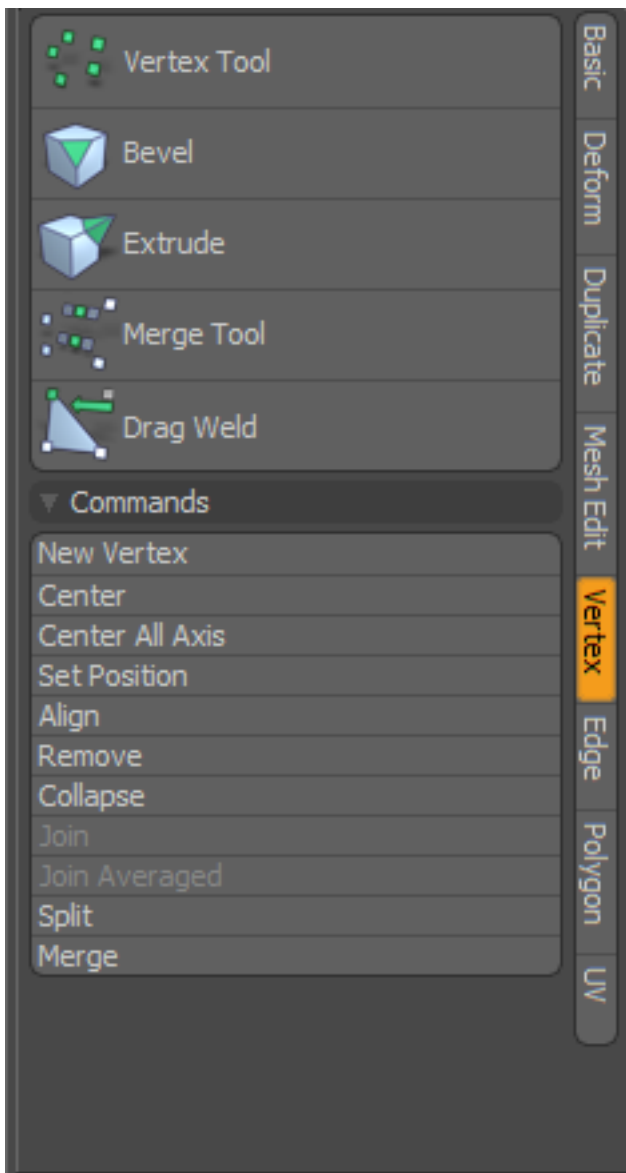 Vertex Tool
Bevel
Extrude
Merge Tool
Drag Weld
Commands
New Vertex
Center
Center All Axis
Set Position
Align
Remove
Collapse
Join
Join Averaged
Split
Merge
Basic
Deform
Duplicate
Mesh Edit
Vertex
Edge
Polygon
UV